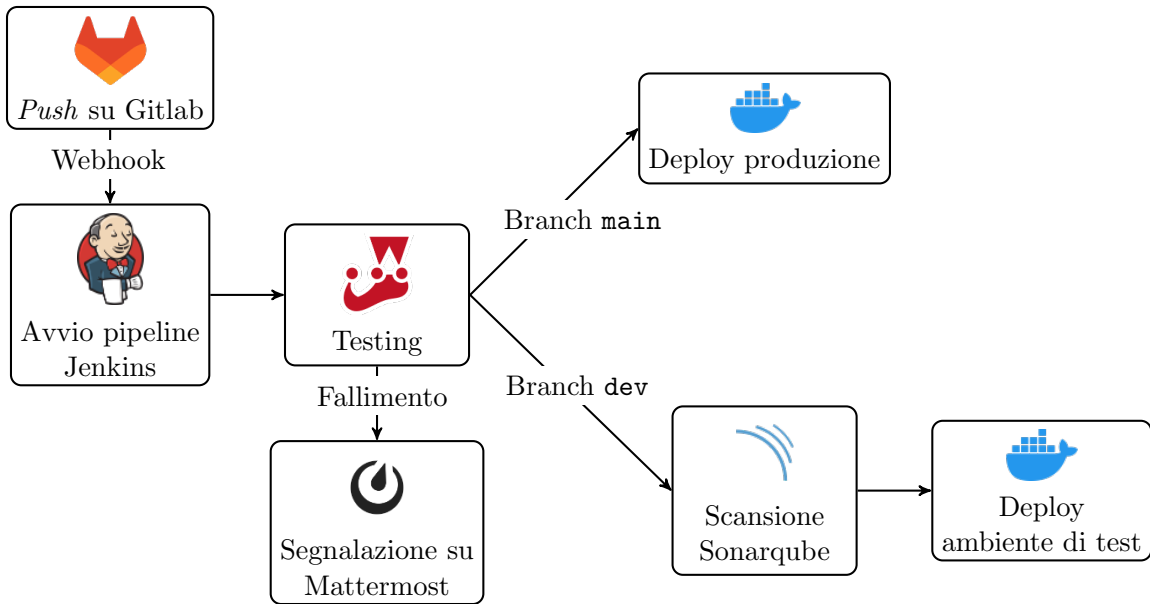 Push su Gitlab
Webhook
Avvio pipeline
Jenkins
Testing
Fallimento
Segnalazione su
Mattermost
Branch main
Deploy produzione
Branch dev
Scansione
Sonarqube
Deploy
ambiente di test